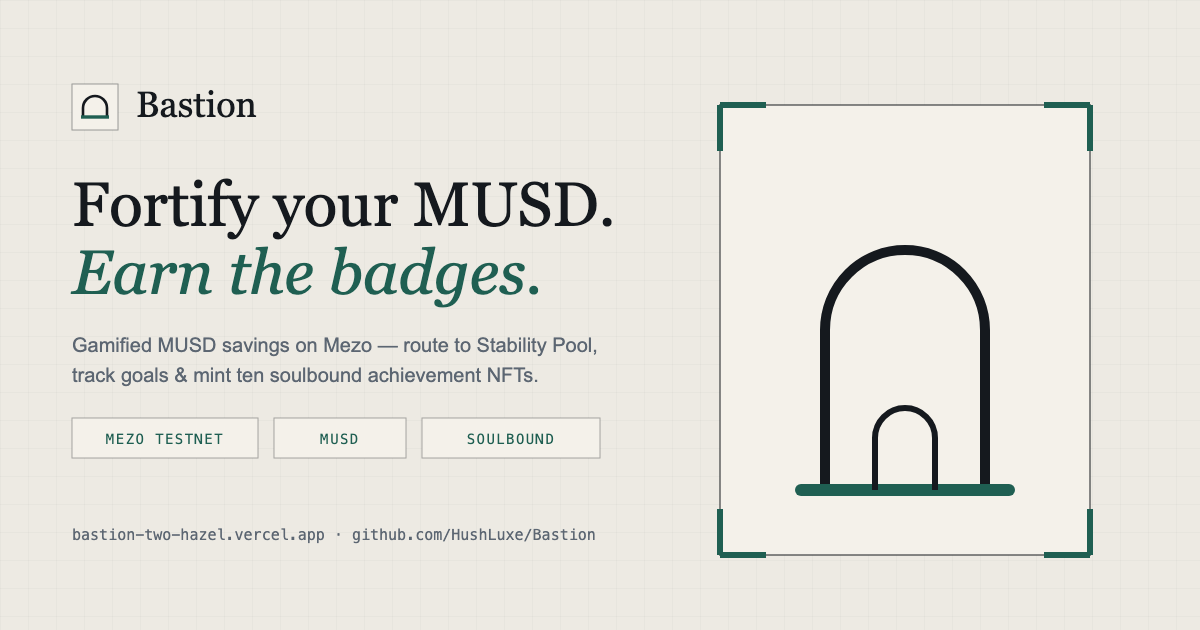 Bastion
Fortify your MUSD.
Earn the badges.
Gamified MUSD savings on Mezo — route to Stability Pool,
track goals & mint ten soulbound achievement NFTs.
MEZO TESTNET
MUSD
SOULBOUND
bastion-two-hazel.vercel.app · github.com/HushLuxe/Bastion